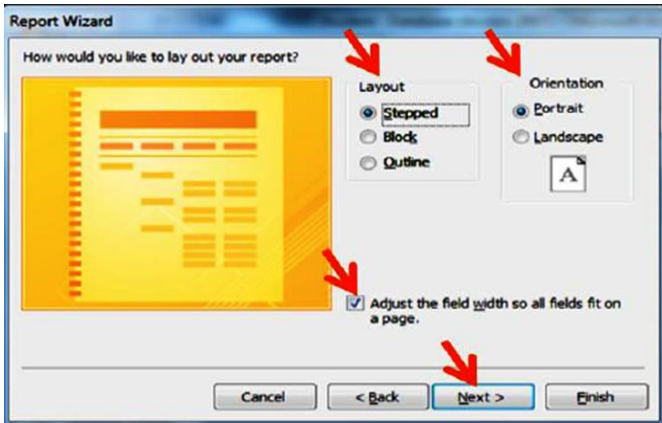 Report Wizard
How would you like to lay out your report?
Layout
Stepped
Block
Outline
Orientation
Portrait
Landscape
A
Adjust the field width so all fields fit on
a page.
Cancel
< Back
Next >
Finish